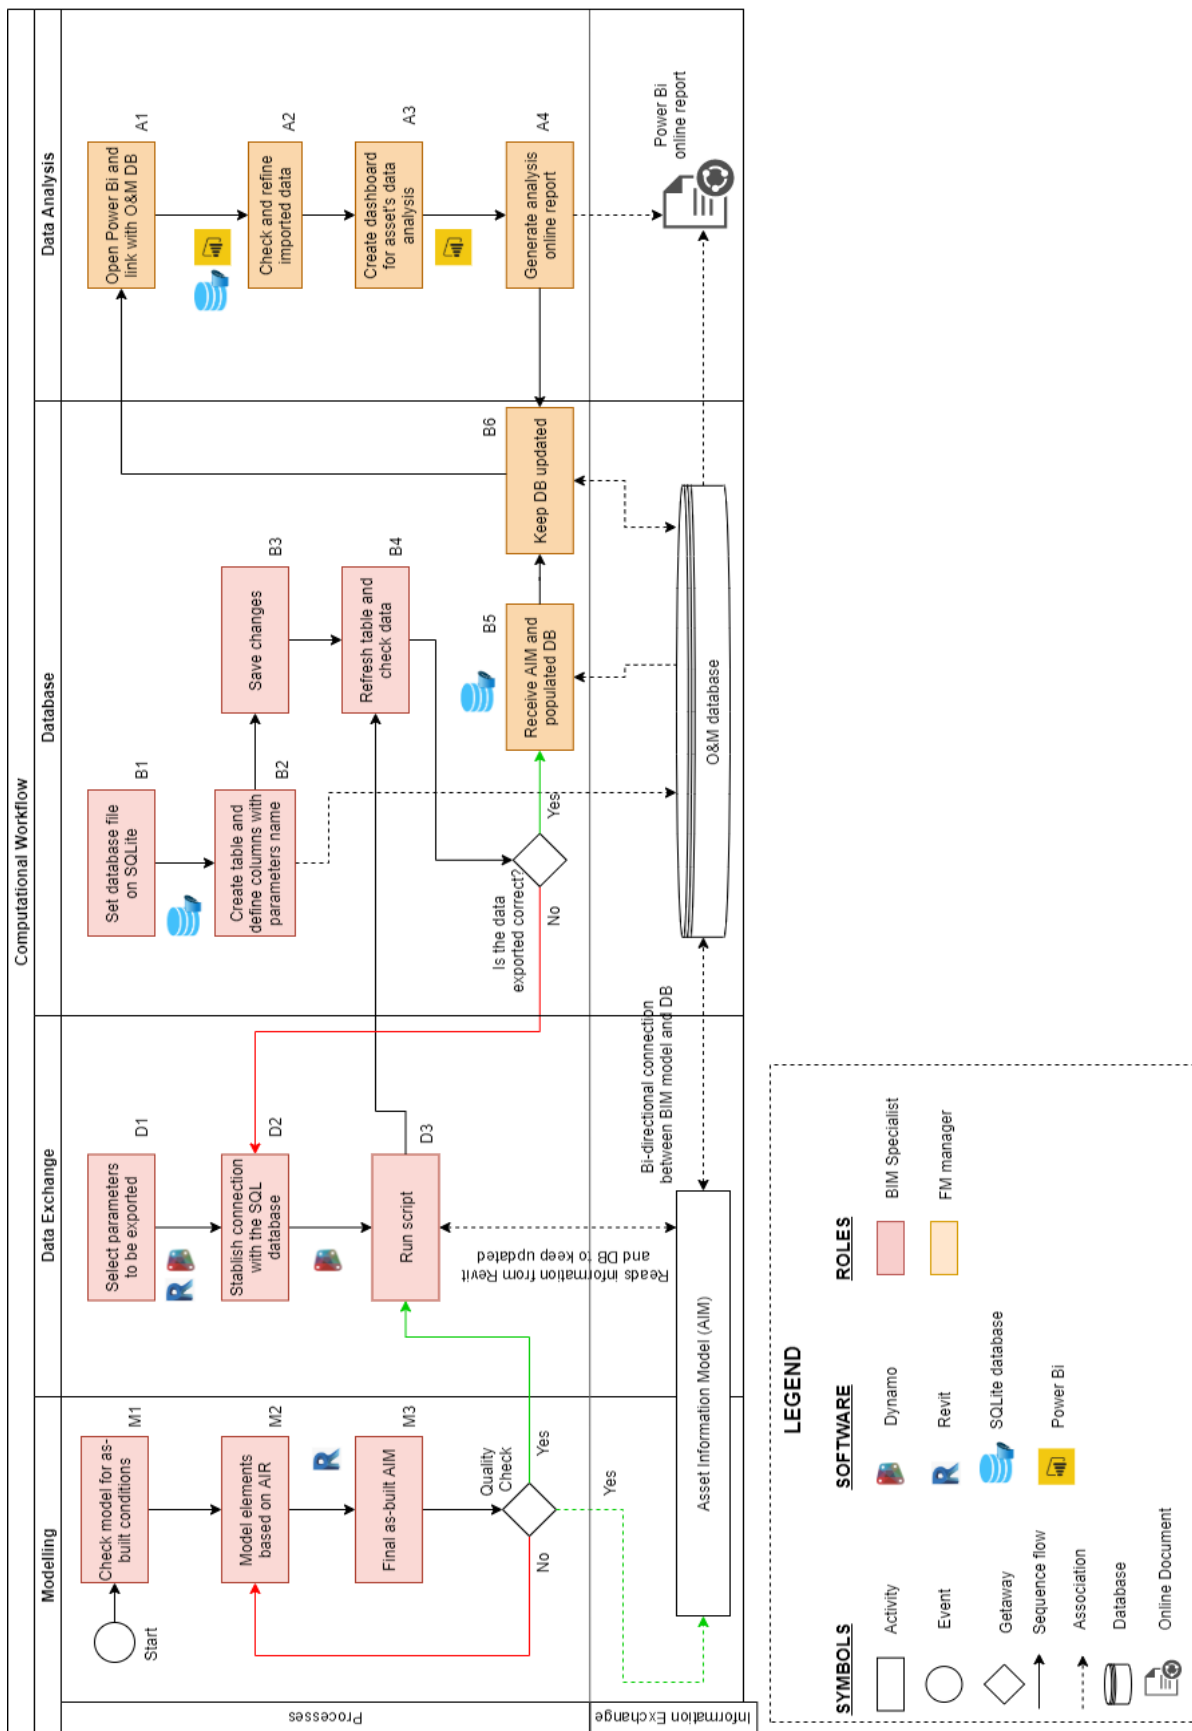 Computational Workflow
Modelling
Data Exchange
Database
Data Analysis
Processes
Information Exchange
Start
Check model for as-
built conditions
M1
Model elements
based on AIR
M2
Final as-built AIM
M3
Quality
Check
No
Yes
Yes
Select parameters
to be exported
D1
Stablish connection
with the SQL
database
D2
Run script
D3
Reads information from Revit
and DB to keep updated
Set database file
on SQLite
B1
Create table and
define columns with
parameters name
B2
Save changes
B3
Refresh table and
check data
B4
Is the data
exported correct?
No
Yes
Receive AIM and
populated DB
B5
Keep DB updated
B6
Open Power Bi and
link with O&M DB
A1
Check and refine
imported data
A2
Create dashboard
for asset's data
analysis
A3
Generate analysis
online report
A4
Asset Information Model (AIM)
Bi-directional connection
between BIM model and DB
O&M database
Power Bi
online report
LEGEND
SYMBOLS
Activity
Event
Getaway
Sequence flow
Association
Database
Online Document
SOFTWARE
Dynamo
Revit
SQLite database
Power Bi
ROLES
BIM Specialist
FM manager